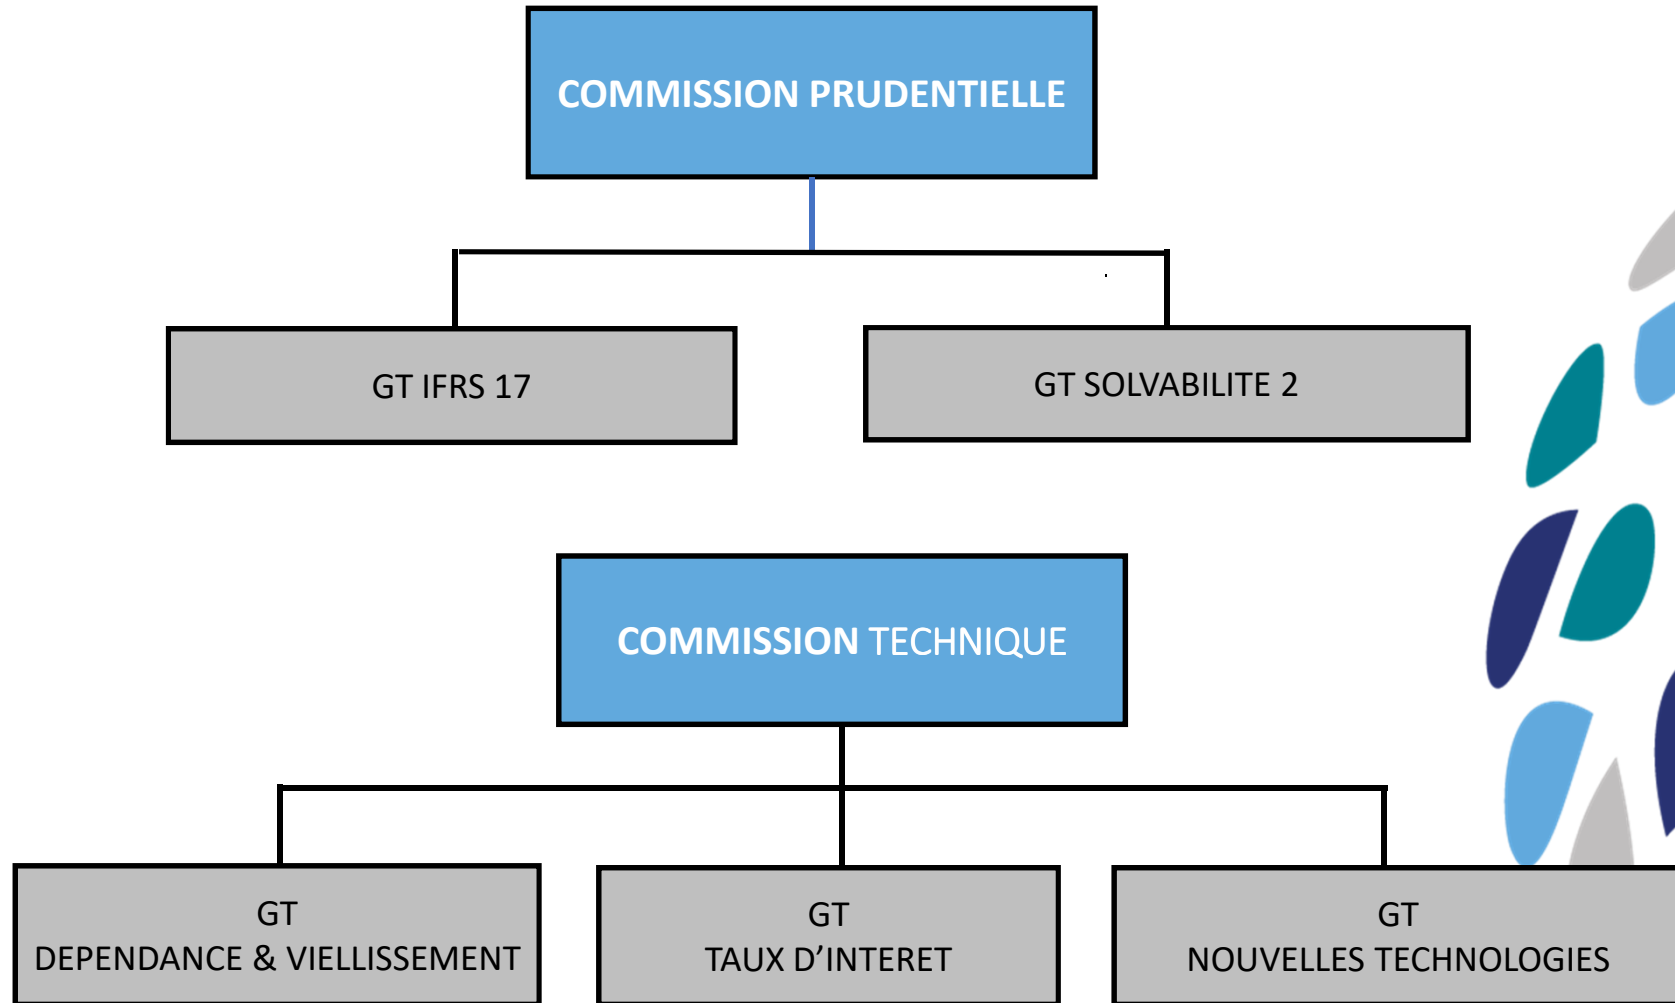 COMMISSION PRUDENTIELLE
GT IFRS 17
GT SOLVABILITE 2
COMMISSION TECHNIQUE
GT
DEPENDANCE & VIELLISSEMENT
GT
TAUX D’INTERET
GT
NOUVELLES TECHNOLOGIES